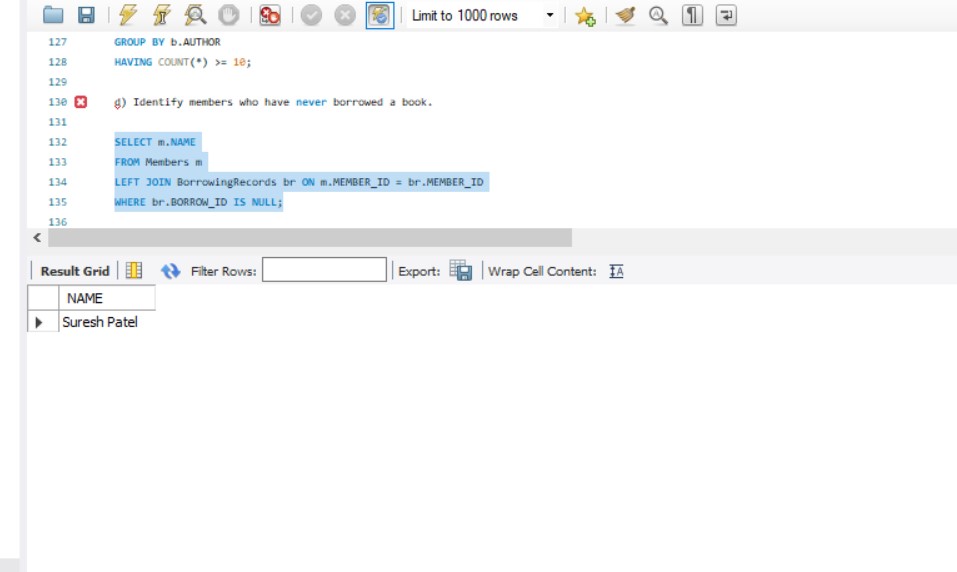 Limit to 1000 rows
127 GROUP BY b.AUTHOR
128 HAVING COUNT(*) >= 10;
129
130 g) Identify members who have never borrowed a book.
131
132 SELECT m.NAME
133 FROM Members m
134 LEFT JOIN BorrowingRecords br ON m.MEMBER_ID = br.MEMBER_ID
135 WHERE br.BORROW_ID IS NULL;
136
Result Grid Filter Rows: Export: Wrap Cell Content: IA
NAME
Suresh Patel